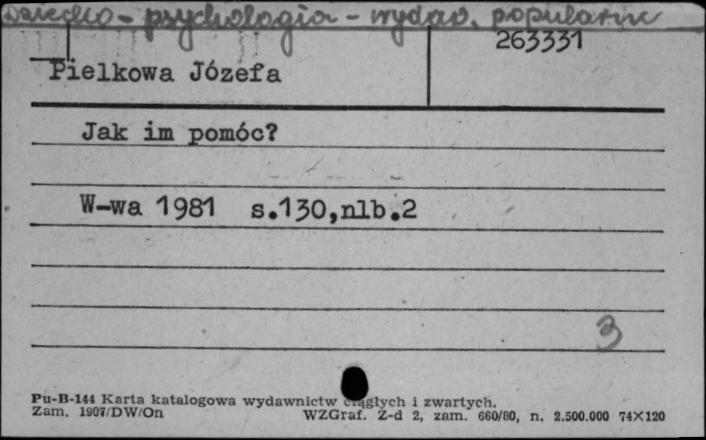 Dziecko - psychologia - wydaw. popularne
263331
Pielkowa Józefa
Jak im pomóc?
W-wa 1981 s.130,nlb.2
3
Pu-B-144 Karta katalogowa wydawnictw ciągłych i zwartych.
Zam. 1907/DW/On WZGraf. Z-d 2, zam. 660/80, n. 2.500.000 74X120